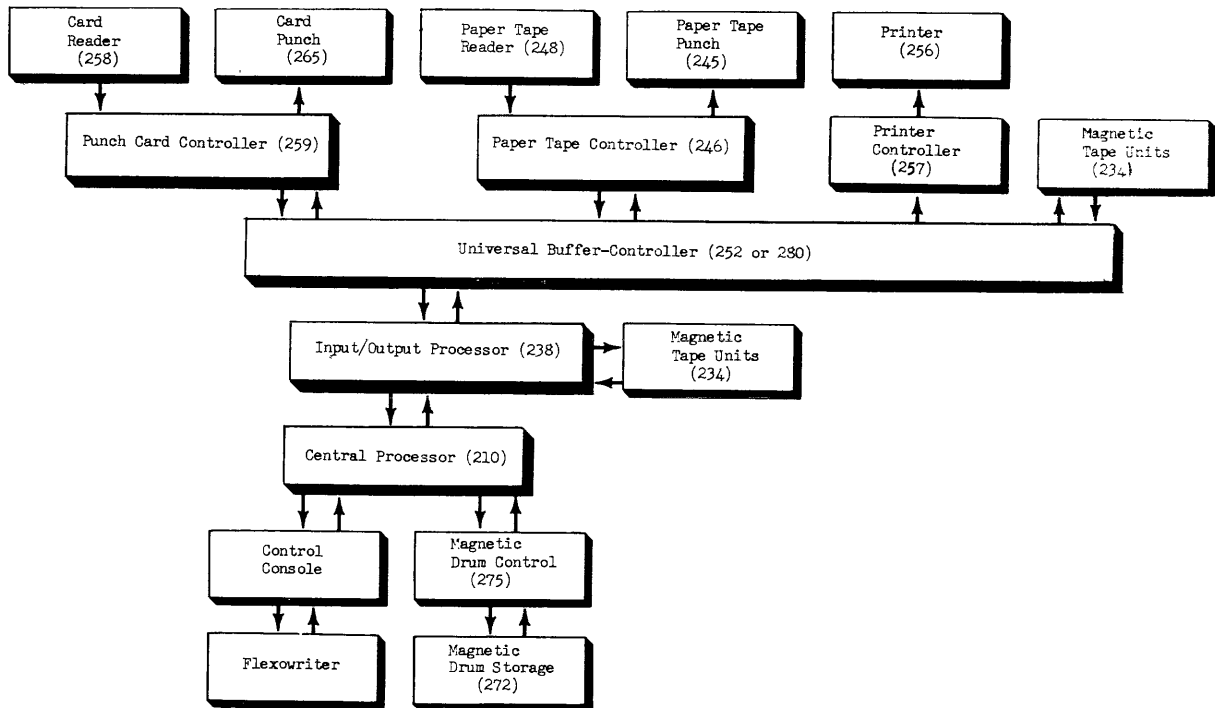 Card
Reader
(258)
Card
Punch
(265)
Paper Tape
Reader (248)
Paper Tape
Punch
(245)
Printer
(256)
Punch Card Controller (259)
Paper Tape Controller (246)
Printer
Controller
(257)
Magnetic
Tape Units
(234)
Universal Buffer-Controller (252 or 280)
Input/Output Processor (238)
Magnetic
Tape Units
(234)
Central Processor (210)
Control
Console
Magnetic
Drum Control
(275)
Flexowriter
Magnetic
Drum Storage
(272)